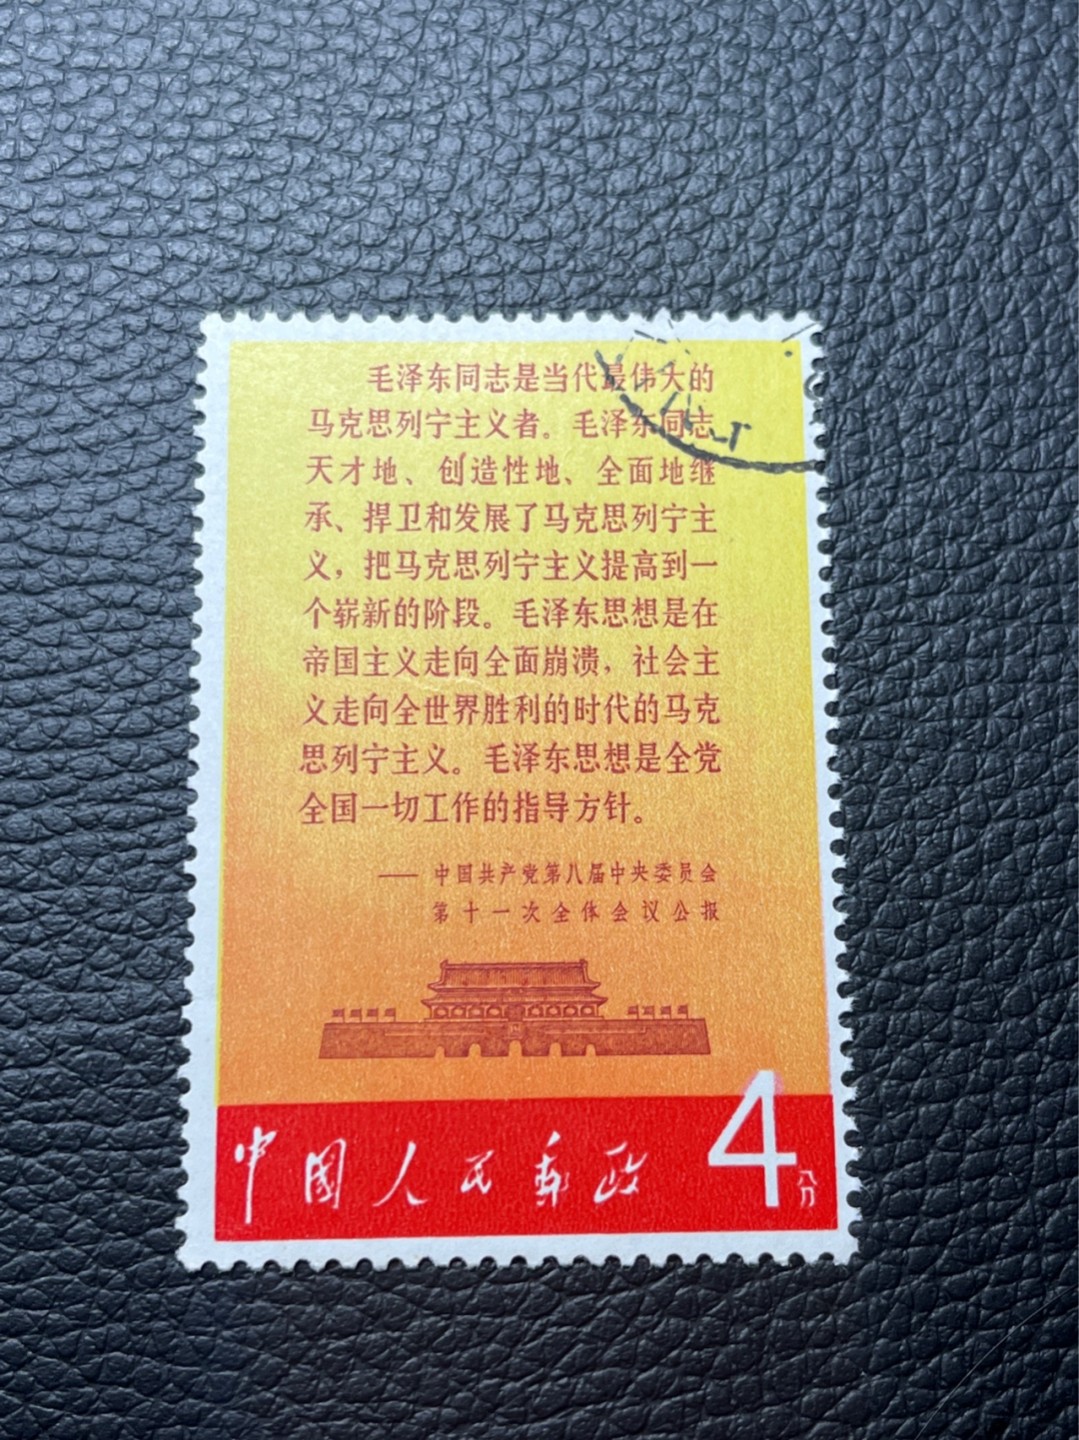 毛泽东同志是当代最伟大的
马克思列宁主义者。毛泽东同志
天才地、创造性地、全面地继
承、捍卫和发展了马克思列宁主
义，把马克思列宁主义提高到一
个崭新的阶段。毛泽东思想是在
帝国主义走向全面崩溃，社会主
义走向全世界胜利的时代的马克
思列宁主义。毛泽东思想是全党
全国一切工作的指导方针。
——中国共产党第八届中央委员会
第十一次全体会议公报
中國人民郵政 4分